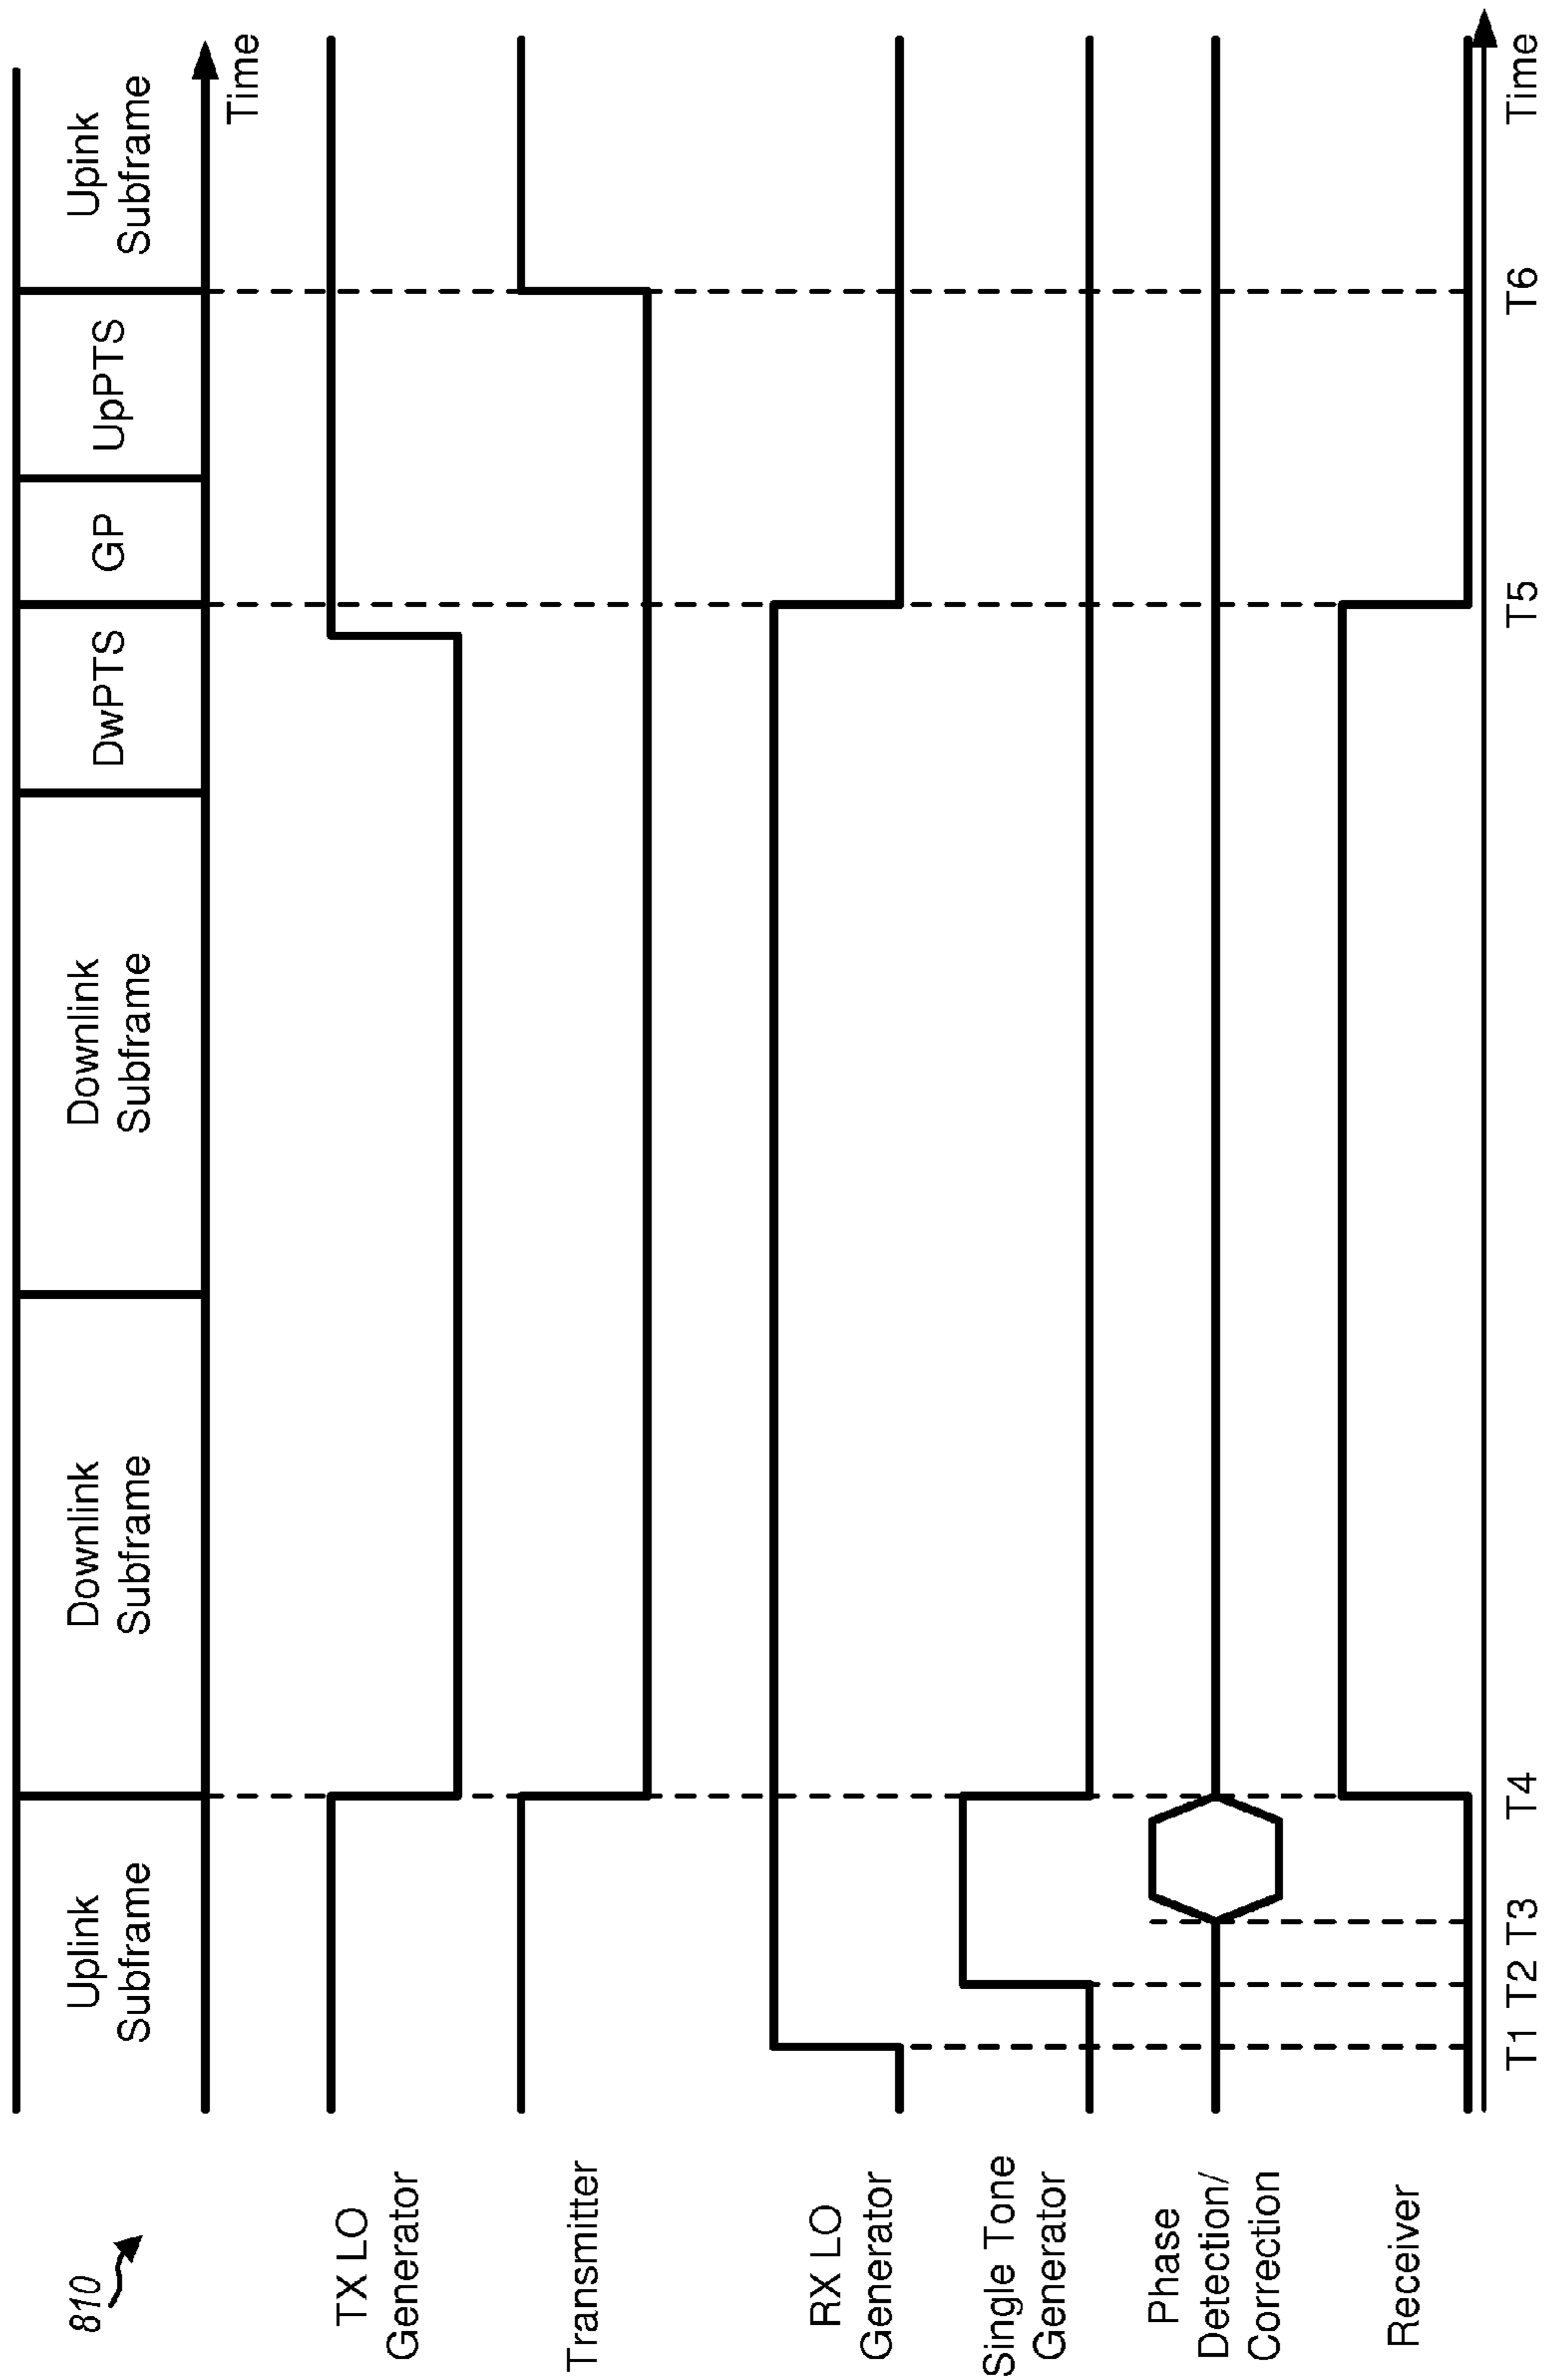 810
Uplink
Subframe
Downlink
Subframe
Downlink
Subframe
DwPTS
GP
UpPTS
Upink
Subframe
Time
TX LO
Generator
Transmitter
RX LO
Generator
Single Tone
Generator
Phase
Detection/
Correction
Receiver
T1 T2 T3 T4 T5 T6 Time